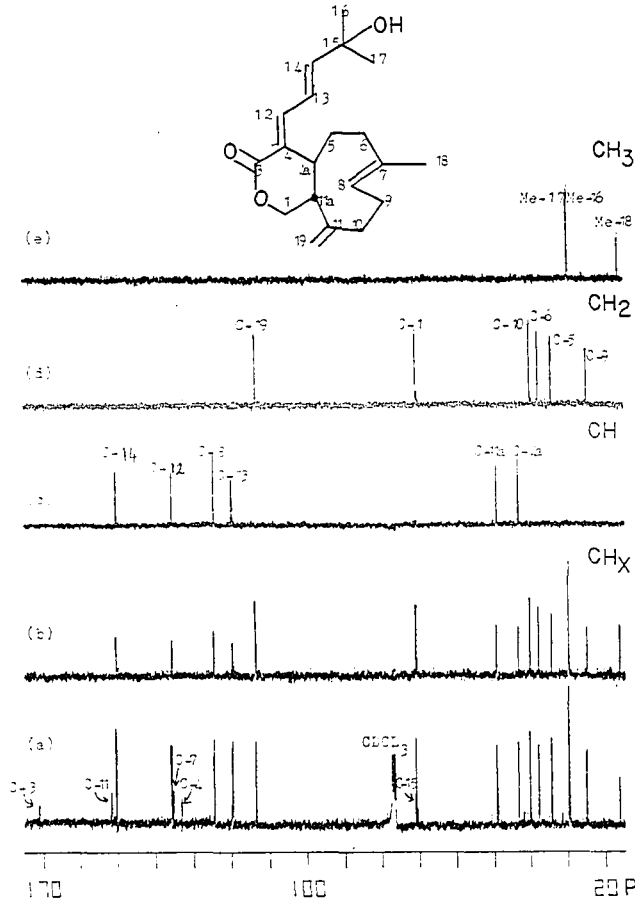 16
OH
15
17
14
13
12
5
6
4
18
3
4a
7
8
O
O
1
11a
9
11
10
19
CH3
Me-17 Me-16
Me-18
(e)
CH2
C-19
C-1
C-10
C-6
C-5
C-9
(d)
CH
C-14
C-12
C-8
C-13
C-11a
C-4a
CHX
(b)
(a)
CDCL3
C-3
C-11
C-7
C-4
C-15
170
100
20 P